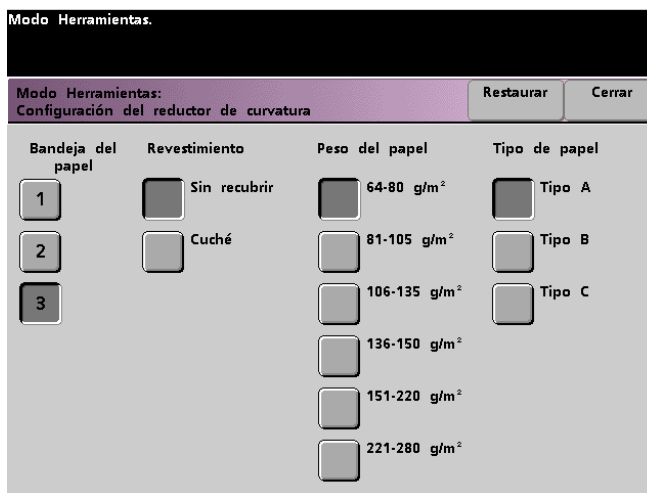 Modo Herramientas.
Modo Herramientas:
Configuración del reductor de curvatura
Restaurar
Cerrar
Bandeja del
papel
1
2
3
Revestimiento
Sin recubrir
Cuché
Peso del papel
64-80 g/m²
81-105 g/m²
106-135 g/m²
136-150 g/m²
151-220 g/m²
221-280 g/m²
Tipo de papel
Tipo A
Tipo B
Tipo C